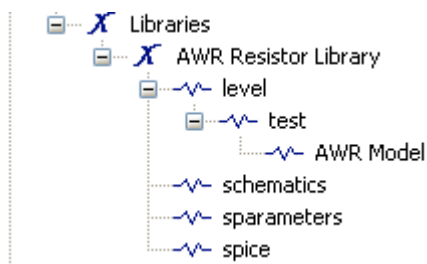 Libraries
AWR Resistor Library
level
test
AWR Model
schematics
sparameters
spice